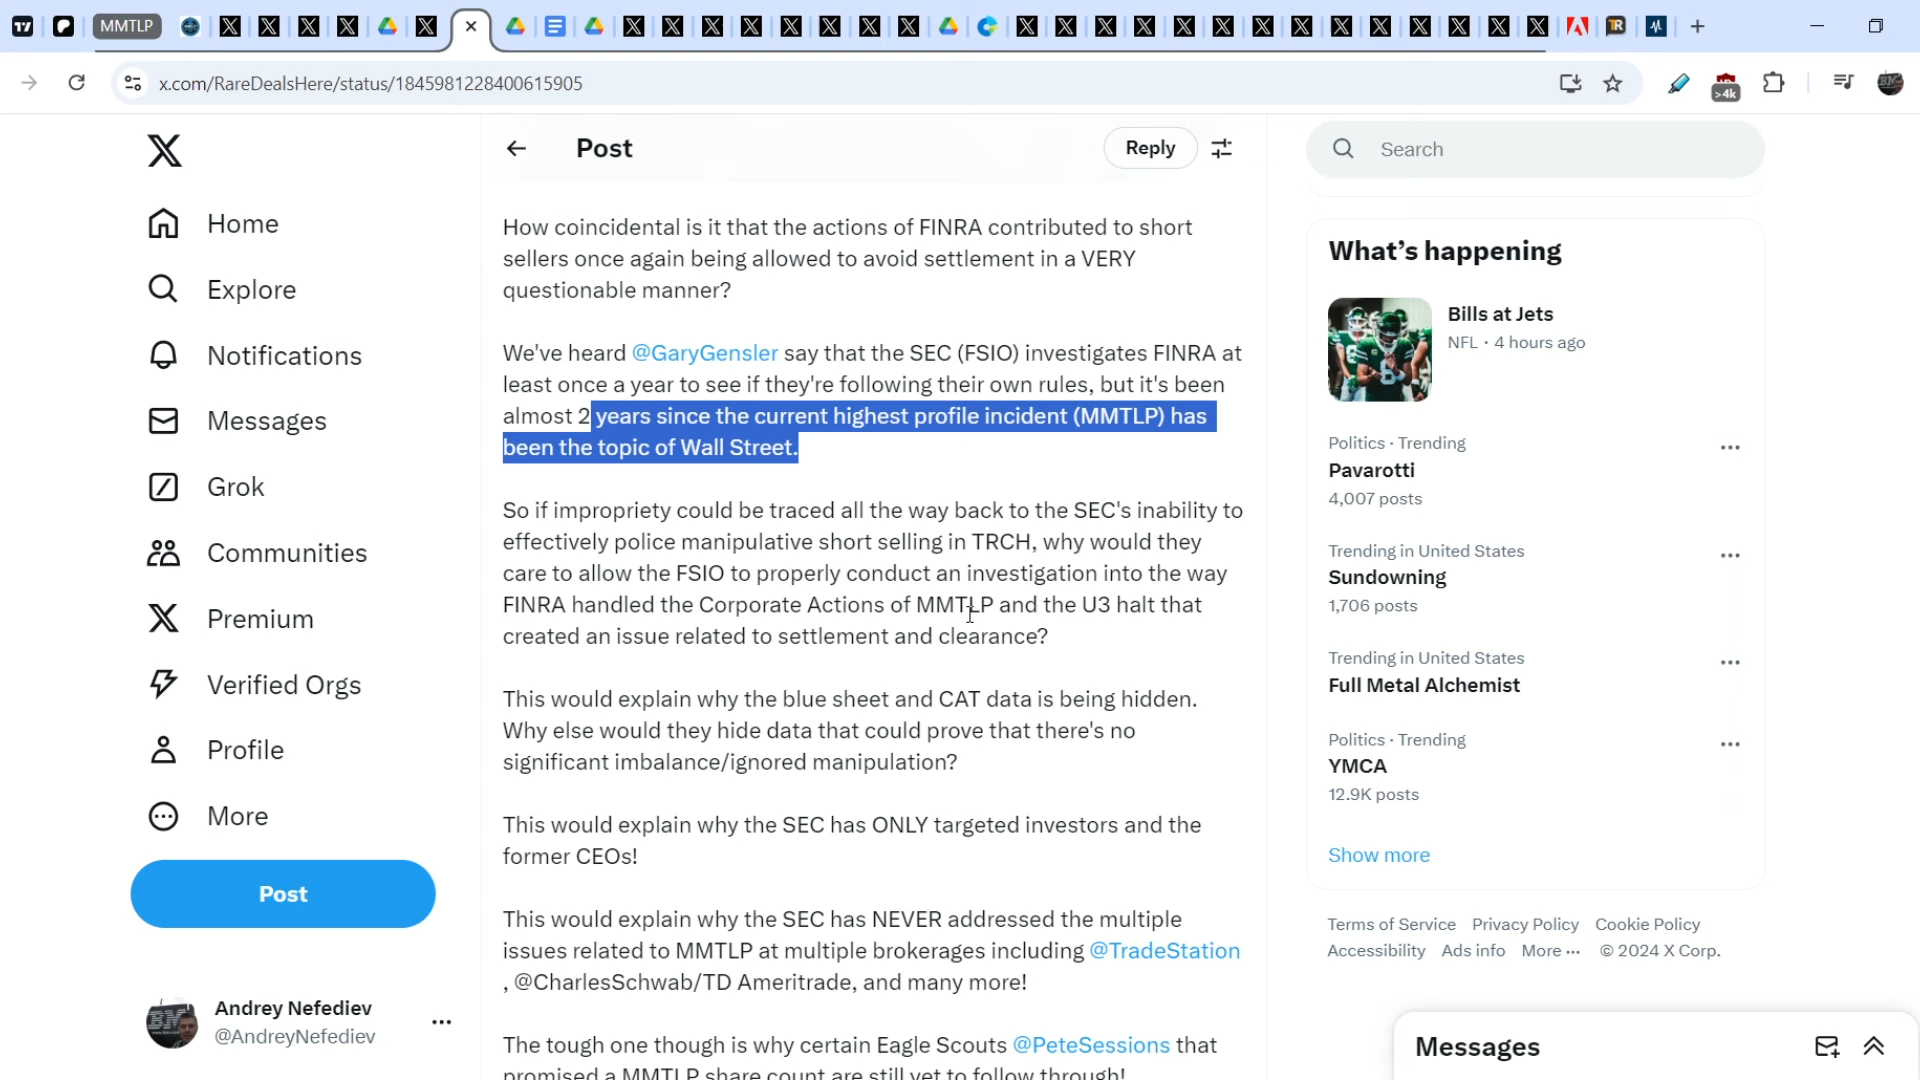 MMTLP
x.com/RareDealsHere/status/1845981228400615905
>4k
Post
Reply
Search
Home
Explore
Notifications
Messages
Grok
Communities
Premium
Verified Orgs
Profile
More
Post
Andrey Nefediev
@AndreyNefediev
How coincidental is it that the actions of FINRA contributed to short
sellers once again being allowed to avoid settlement in a VERY
questionable manner?
We've heard @GaryGensler say that the SEC (FSIO) investigates FINRA at
least once a year to see if they're following their own rules, but it's been
almost 2 years since the current highest profile incident (MMTLP) has
been the topic of Wall Street.
So if impropriety could be traced all the way back to the SEC's inability to
effectively police manipulative short selling in TRCH, why would they
care to allow the FSIO to properly conduct an investigation into the way
FINRA handled the Corporate Actions of MMTLP and the U3 halt that
created an issue related to settlement and clearance?
This would explain why the blue sheet and CAT data is being hidden.
Why else would they hide data that could prove that there's no
significant imbalance/ignored manipulation?
This would explain why the SEC has ONLY targeted investors and the
former CEOs!
This would explain why the SEC has NEVER addressed the multiple
issues related to MMTLP at multiple brokerages including @TradeStation
, @CharlesSchwab/TD Ameritrade, and many more!
The tough one though is why certain Eagle Scouts @PeteSessions that
promised a MMTLP share count are still yet to follow through!
What's happening
Bills at Jets
NFL · 4 hours ago
Politics · Trending
Pavarotti
4,007 posts
Trending in United States
Sundowning
1,706 posts
Trending in United States
Full Metal Alchemist
Politics · Trending
YMCA
12.9K posts
Show more
Terms of Service Privacy Policy Cookie Policy
Accessibility Ads info More ··· © 2024 X Corp.
Messages